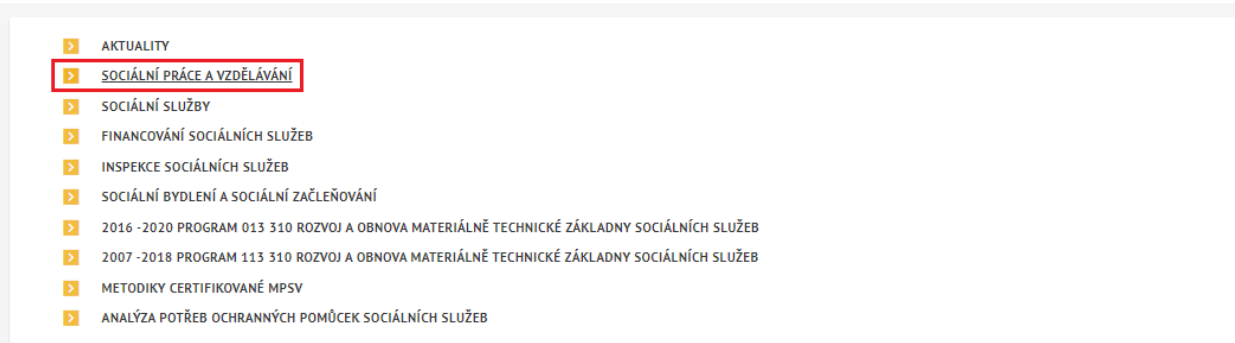 AKTUALITY
SOCIÁLNÍ PRÁCE A VZDĚLÁVÁNÍ
SOCIÁLNÍ SLUŽBY
FINANCOVÁNÍ SOCIÁLNÍCH SLUŽEB
INSPEKCE SOCIÁLNÍCH SLUŽEB
SOCIÁLNÍ BYDLENÍ A SOCIÁLNÍ ZAČLEŇOVÁNÍ
2016 -2020 PROGRAM 013 310 ROZVOJ A OBNOVA MATERIÁLNĚ TECHNICKÉ ZÁKLADNY SOCIÁLNÍCH SLUŽEB
2007 -2018 PROGRAM 113 310 ROZVOJ A OBNOVA MATERIÁLNĚ TECHNICKÉ ZÁKLADNY SOCIÁLNÍCH SLUŽEB
METODIKY CERTIFIKOVANÉ MPSV
ANALÝZA POTŘEB OCHRANNÝCH POMŮCEK SOCIÁLNÍCH SLUŽEB